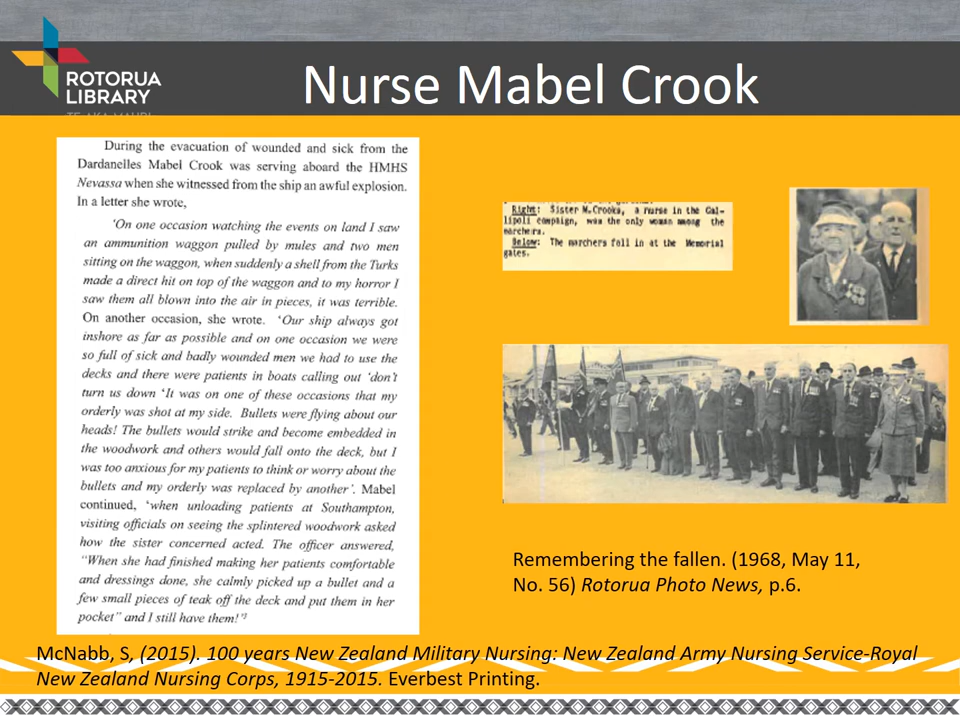 ROTORUA
LIBRARY
TE AKA MAURI
Nurse Mabel Crook
During the evacuation of wounded and sick from the
Dardanelles Mabel Crook was serving aboard the HMHS
Nevassa when she witnessed from the ship an awful explosion.
In a letter she wrote,
‘On one occasion watching the events on land I saw
an ammunition waggon pulled by mules and two men
sitting on the waggon, when suddenly a shell from the Turks
made a direct hit on top of the waggon and to my horror I
saw them all blown into the air in pieces, it was terrible.
On another occasion, she wrote. ‘Our ship always got
inshore as far as possible and on one occasion we were
so full of sick and badly wounded men we had to use the
decks and there were patients in boats calling out ‘don’t
turn us down ‘It was on one of these occasions that my
orderly was shot at my side. Bullets were flying about our
heads! The bullets would strike and become embedded in
the woodwork and others would fall onto the deck, but I
was too anxious for my patients to think or worry about the
bullets and my orderly was replaced by another’. Mabel
continued, ‘when unloading patients at Southampton,
visiting officials on seeing the splintered woodwork asked
how the sister concerned acted. The officer answered,
“When she had finished making her patients comfortable
and dressings done, she calmly picked up a bullet and a
few small pieces of teak off the deck and put them in her
pocket” and I still have them!’³
Right: Sister M.Crooks, a nurse in the Gal-
lipoli campaign, was the only woman among the
marchers.
Below: The marchers fall in at the Memorial
gates.
Remembering the fallen. (1968, May 11,
No. 56) Rotorua Photo News, p.6.
McNabb, S, (2015). 100 years New Zealand Military Nursing: New Zealand Army Nursing Service-Royal
New Zealand Nursing Corps, 1915-2015. Everbest Printing.